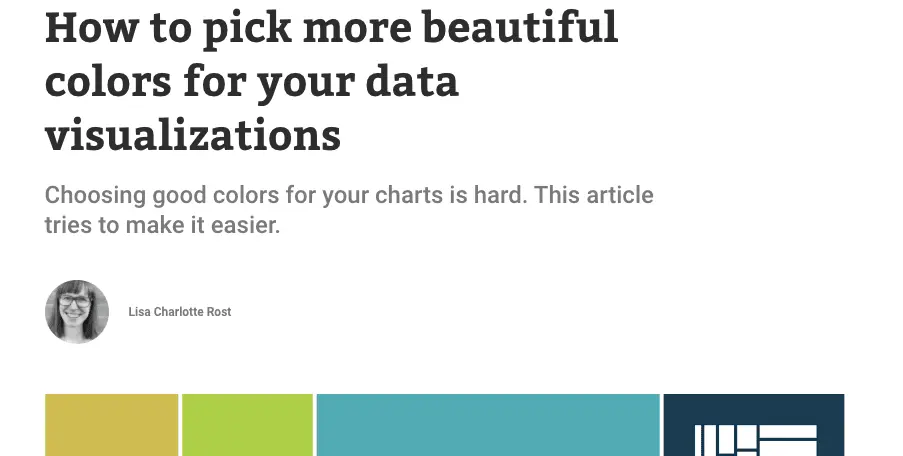 How to pick more beautiful
colors for your data
visualizations
Choosing good colors for your charts is hard. This article
tries to make it easier.
Lisa Charlotte Rost